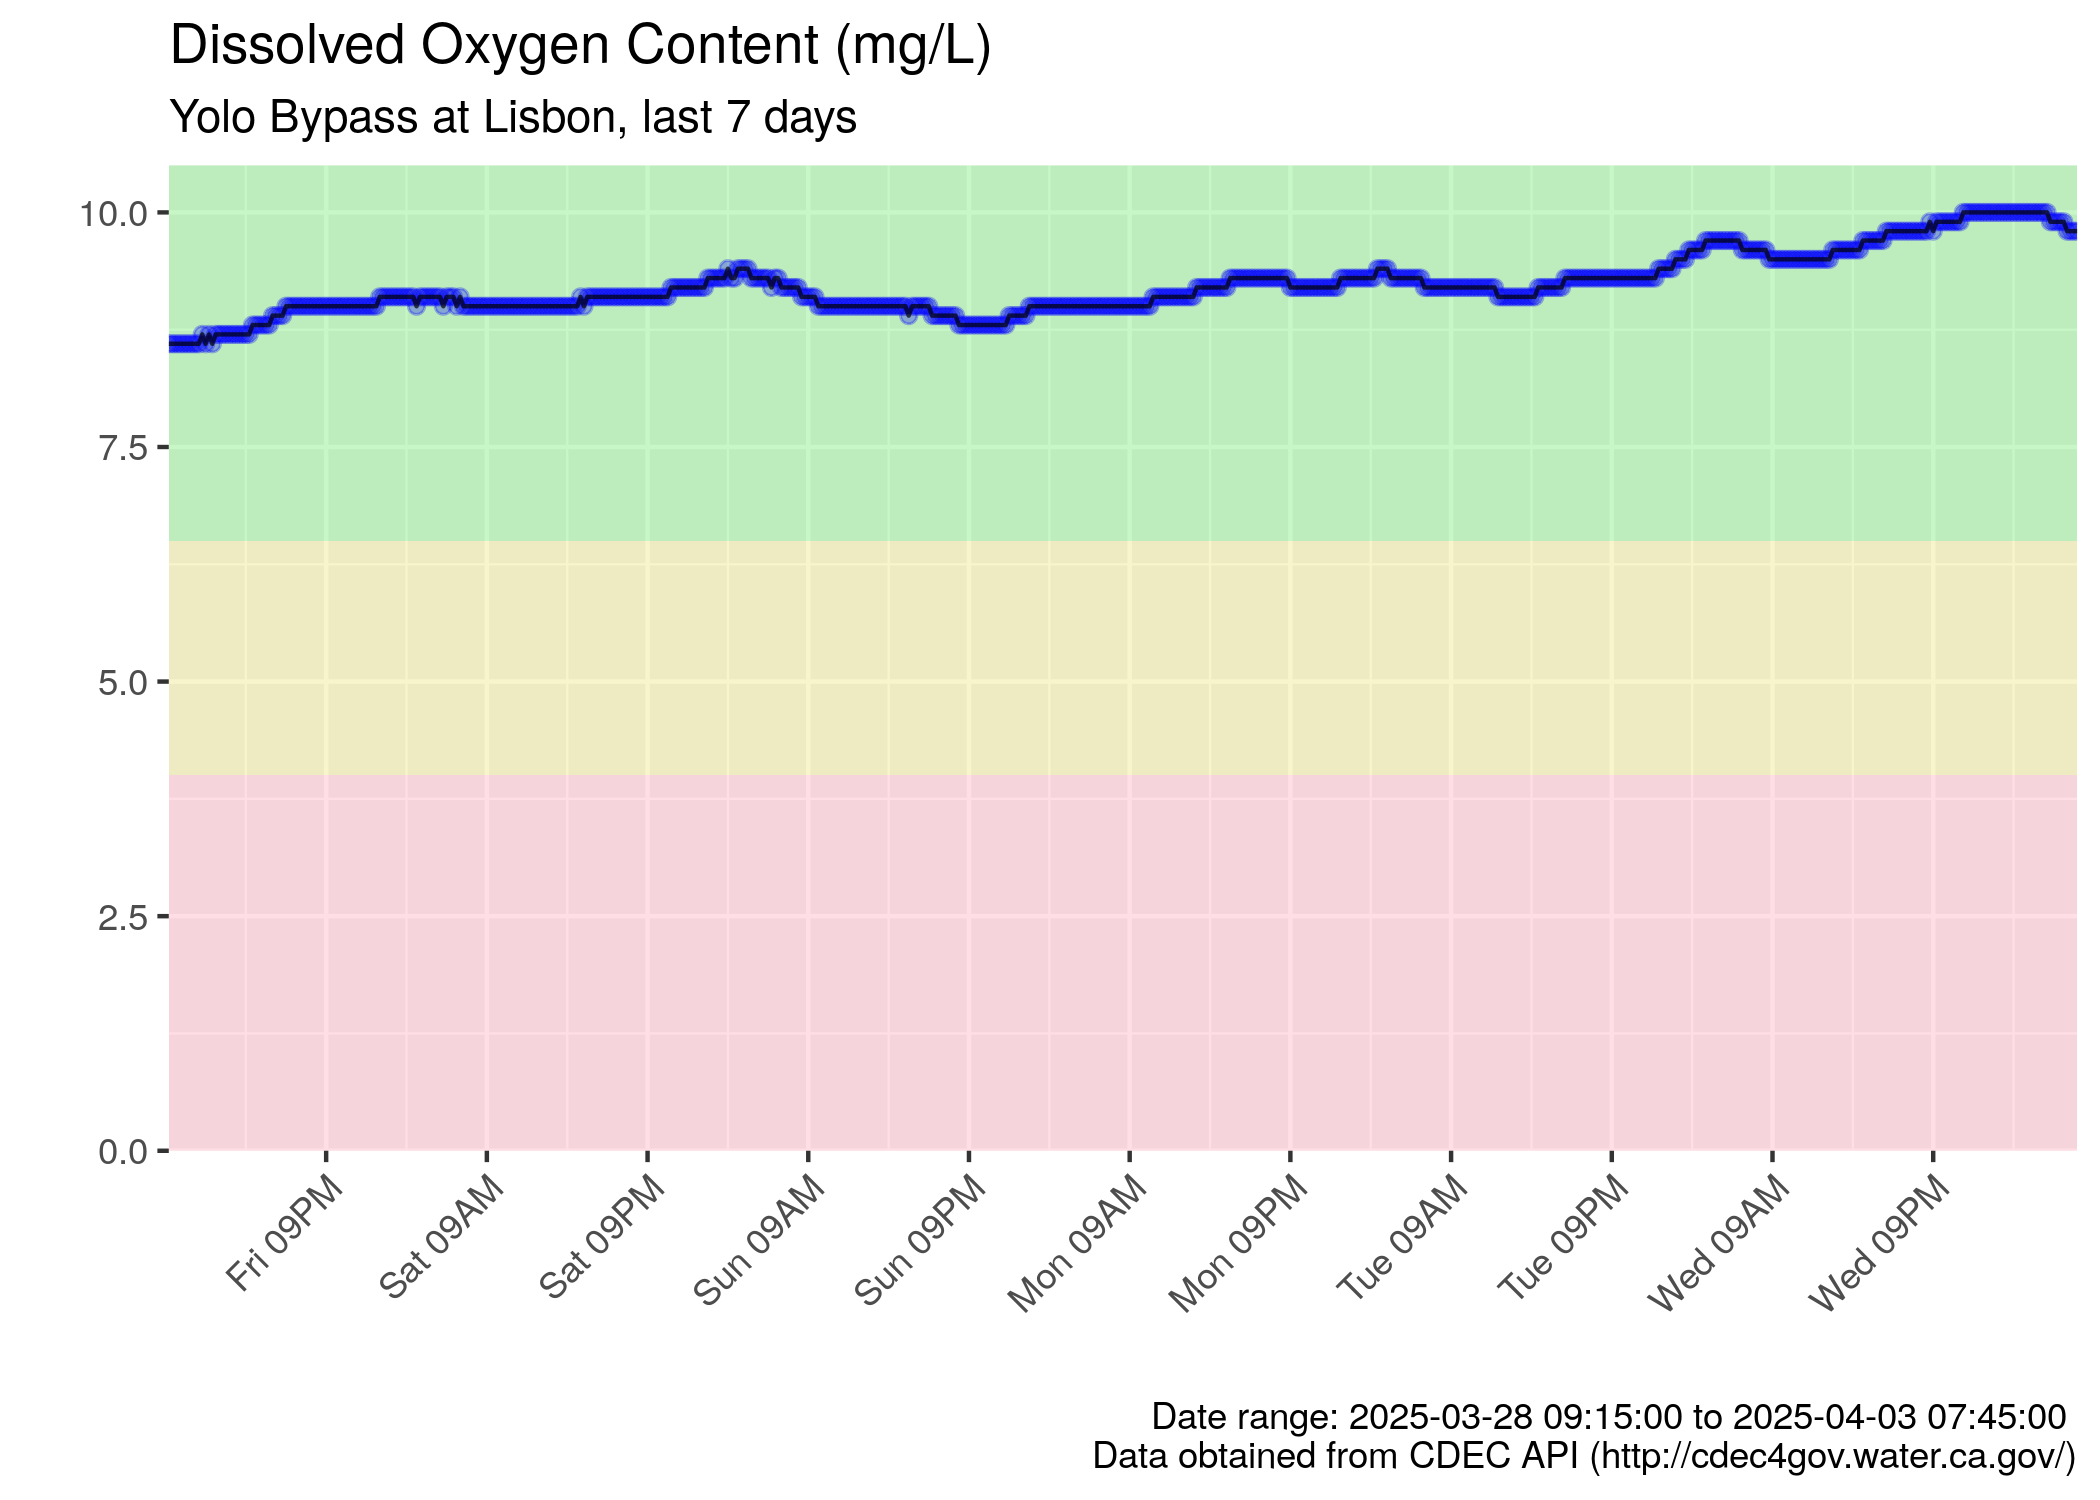 Dissolved Oxygen Content (mg/L)
Yolo Bypass at Lisbon, last 7 days
10.0
7.5
5.0
2.5
0.0
Fri 09PM
Sat 09AM
Sat 09PM
Sun 09AM
Sun 09PM
Mon 09AM
Mon 09PM
Tue 09AM
Tue 09PM
Wed 09AM
Wed 09PM
Date range: 2025-03-28 09:15:00 to 2025-04-03 07:45:00
Data obtained from CDEC API (http://cdec4gov.water.ca.gov/)